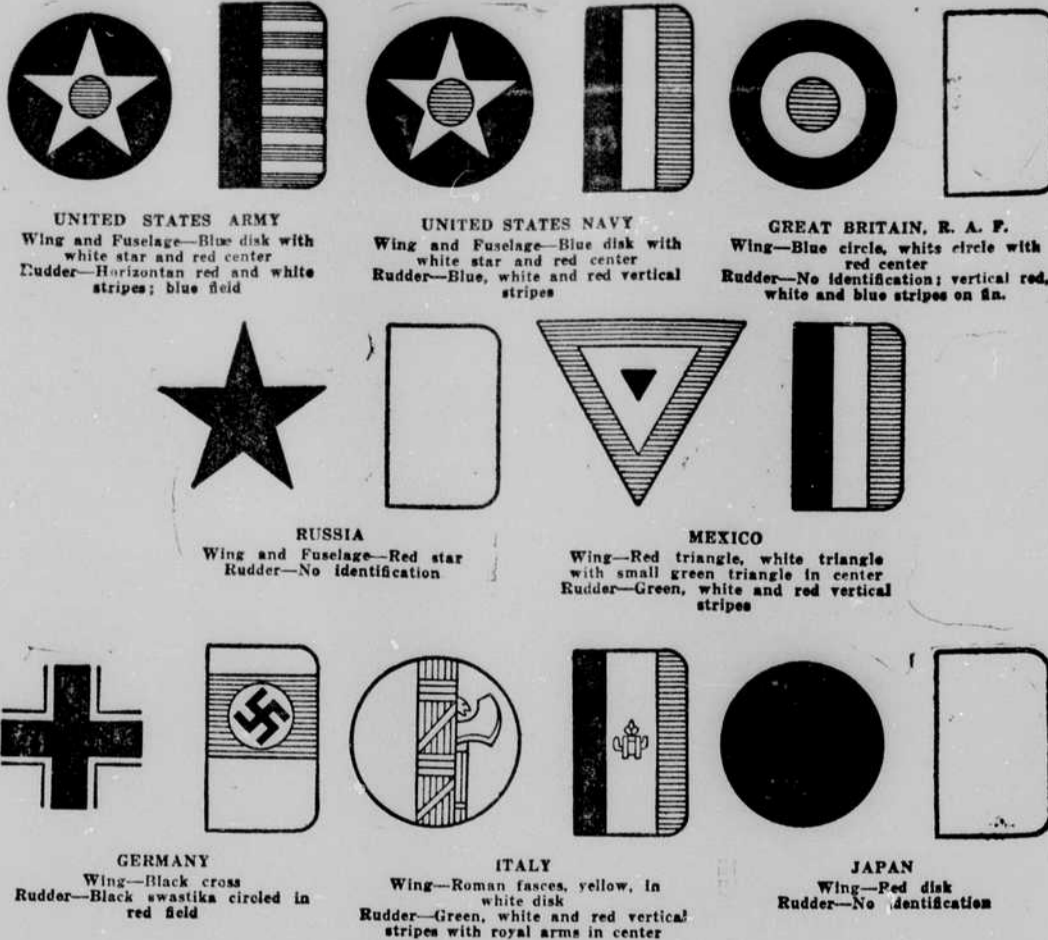 UNITED STATES ARMY
Wing and Fuselage—Blue disk with
white star and red center
Rudder—Horizontan red and white
stripes; blue field
UNITED STATES NAVY
Wing and Fuselage—Blue disk with
white star and red center
Rudder—Blue, white and red vertical
stripes
GREAT BRITAIN, R. A. F.
Wing—Blue circle, whits circle with
red center
Rudder—No identification; vertical red,
white and blue stripes on fin.
RUSSIA
Wing and Fuselage—Red star
Rudder—No identification
MEXICO
Wing—Red triangle, white triangle
with small green triangle in center
Rudder—Green, white and red vertical
stripes
GERMANY
Wing—Black cross
Rudder—Black swastika circled in
red field
ITALY
Wing—Roman fasces, yellow, in
white disk
Rudder—Green, white and red vertical
stripes with royal arms in center
JAPAN
Wing—Red disk
Rudder—No dentification